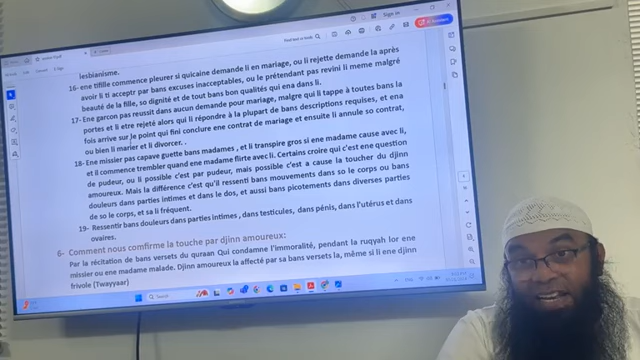 Sign in
Find text or tools
lesbianisme.
16- ene tifille commence pleurer si quicaine demande li en mariage, ou li rejette demande la après
avoir li ti accepter par bans excuses inacceptables, ou le prétendant pas revini li meme malgré
beauté de la fille, so dignité et de tout bans bon qualités qui ena dans li.
17- Ene garcon pas reussit dans aucun demande pour mariage, malgre qui li tappe à toutes bans la
portes et li etre rejeté alors qui li répondre à la plupart de bans descriptions requises, et ena
fois arrive sur le point qui fini conclure ene contrat de mariage et ensuite li annule so contrat,
ou bien li marier et li divorcer. .
18- Ene missier pas capave guette bans madames , et li transpire gros si ene madame cause avec li,
et li commence trembler quand ene madame flirte avec li. Certains croire qui c'est ene question
de pudeur, ou li possible c'est par pudeur, mais possible c'est a cause la toucher du djinn
amoureux. Mais la différence c'est qu'il ressenti bans mouvements dans so le corps ou bans
douleurs dans parties intimes et dans le dos, et aussi bans picotements dans diverses parties
de so le corps, et sa li fréquent.
19- Ressentir bans douleurs dans parties intimes , dans testicules, dans pénis, dans l'utérus et dans
ovaires.
6- Comment nous comfirme la touche par djinn amoureux:
Par la récitation de bans versets du quraan Qui condamne l'immoralité, pendant la ruqyah lor ene
missier ou ene madame malade. Djinn amoureux la affecté par sa bans versets la, même si li ene djinn
frivole (Twayyaar)
Search